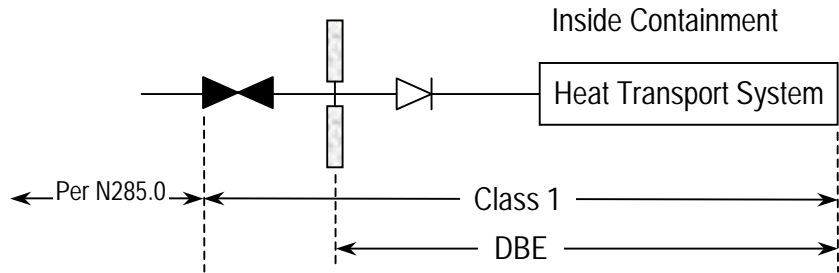 Inside Containment
Heat Transport System
Per N285.0
Class 1
DBE